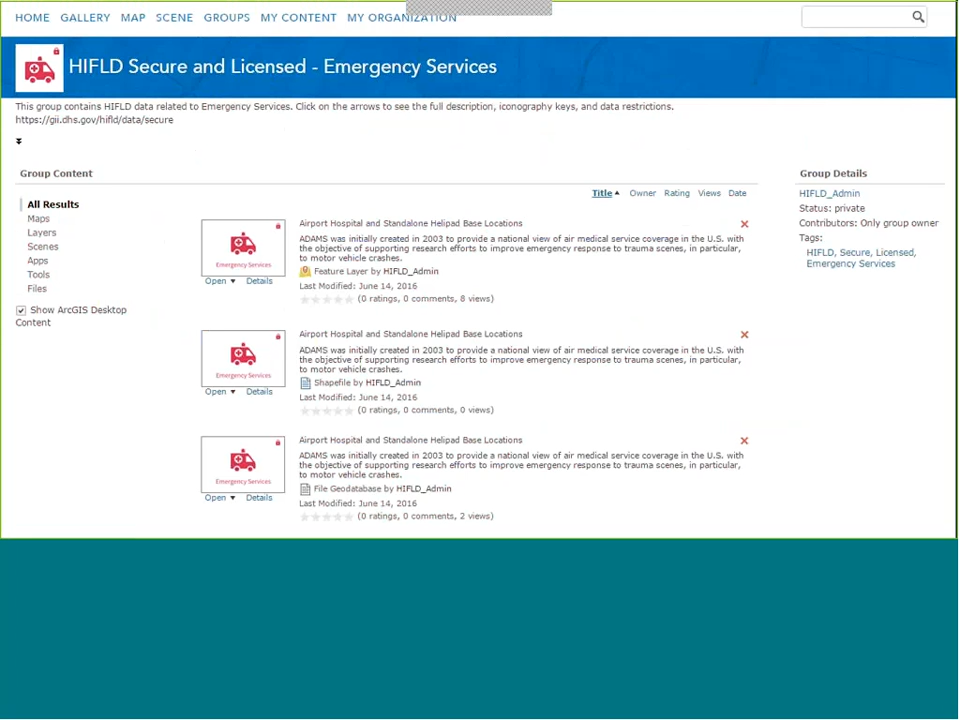 HOME GALLERY MAP SCENE GROUPS MY CONTENT MY ORGANIZATION
HIFLD Secure and Licensed - Emergency Services
This group contains HIFLD data related to Emergency Services. Click on the arrows to see the full description, iconography keys, and data restrictions.
https://gii.dhs.gov/hifld/data/secure
Group Content
Title Owner Rating Views Date
All Results
Maps
Layers
Scenes
Apps
Tools
Files
Show ArcGIS Desktop
Content
Emergency Services
Open Details
Airport Hospital and Standalone Helipad Base Locations
ADAMS was initially created in 2003 to provide a national view of air medical service coverage in the U.S. with
the objective of supporting research efforts to improve emergency response to trauma scenes, in particular,
to motor vehicle crashes.
Feature Layer by HIFLD_Admin
Last Modified: June 14, 2016
(0 ratings, 0 comments, 8 views)
Emergency Services
Open Details
Airport Hospital and Standalone Helipad Base Locations
ADAMS was initially created in 2003 to provide a national view of air medical service coverage in the U.S. with
the objective of supporting research efforts to improve emergency response to trauma scenes, in particular,
to motor vehicle crashes.
Shapefile by HIFLD_Admin
Last Modified: June 14, 2016
(0 ratings, 0 comments, 0 views)
Emergency Services
Open Details
Airport Hospital and Standalone Helipad Base Locations
ADAMS was initially created in 2003 to provide a national view of air medical service coverage in the U.S. with
the objective of supporting research efforts to improve emergency response to trauma scenes, in particular,
to motor vehicle crashes.
File Geodatabase by HIFLD_Admin
Last Modified: June 14, 2016
(0 ratings, 0 comments, 2 views)
Group Details
HIFLD_Admin
Status: private
Contributors: Only group owner
Tags:
HIFLD, Secure, Licensed,
Emergency Services